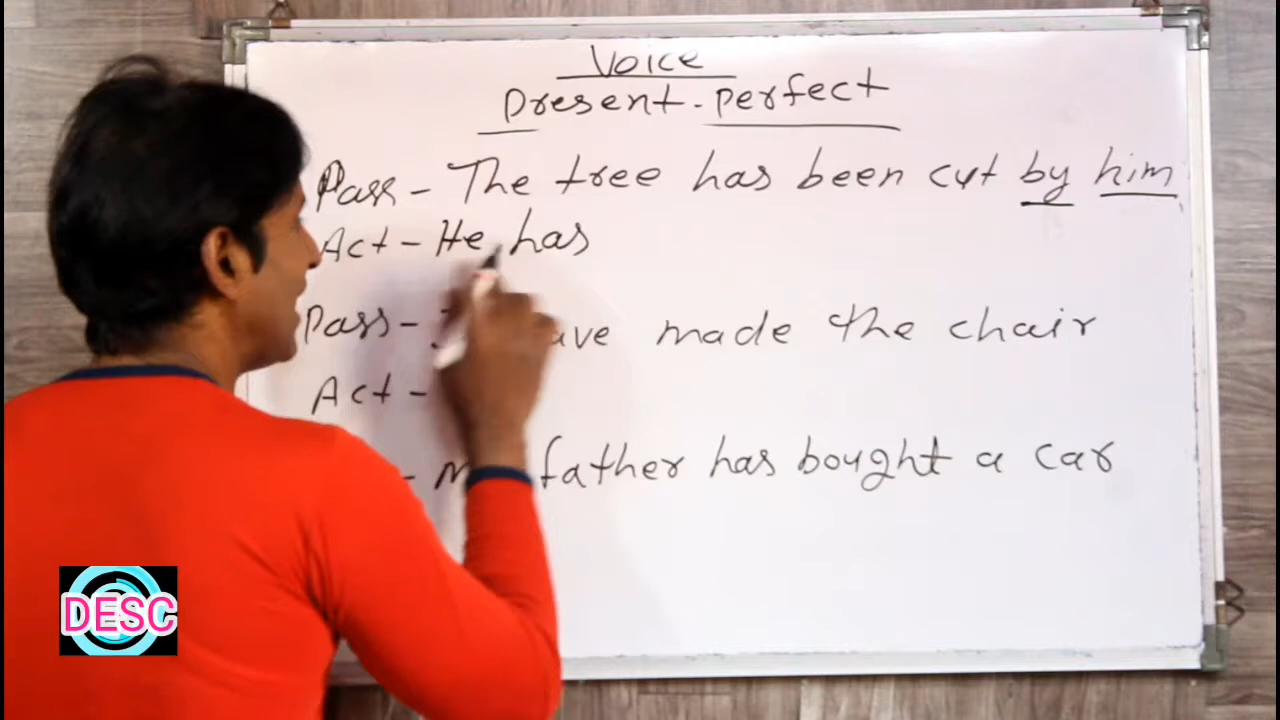 Voice
Present - perfect
Pass - The tree has been cut by him
Act - He has
Pass - made the chair
Act -
father has bought a car
DESC